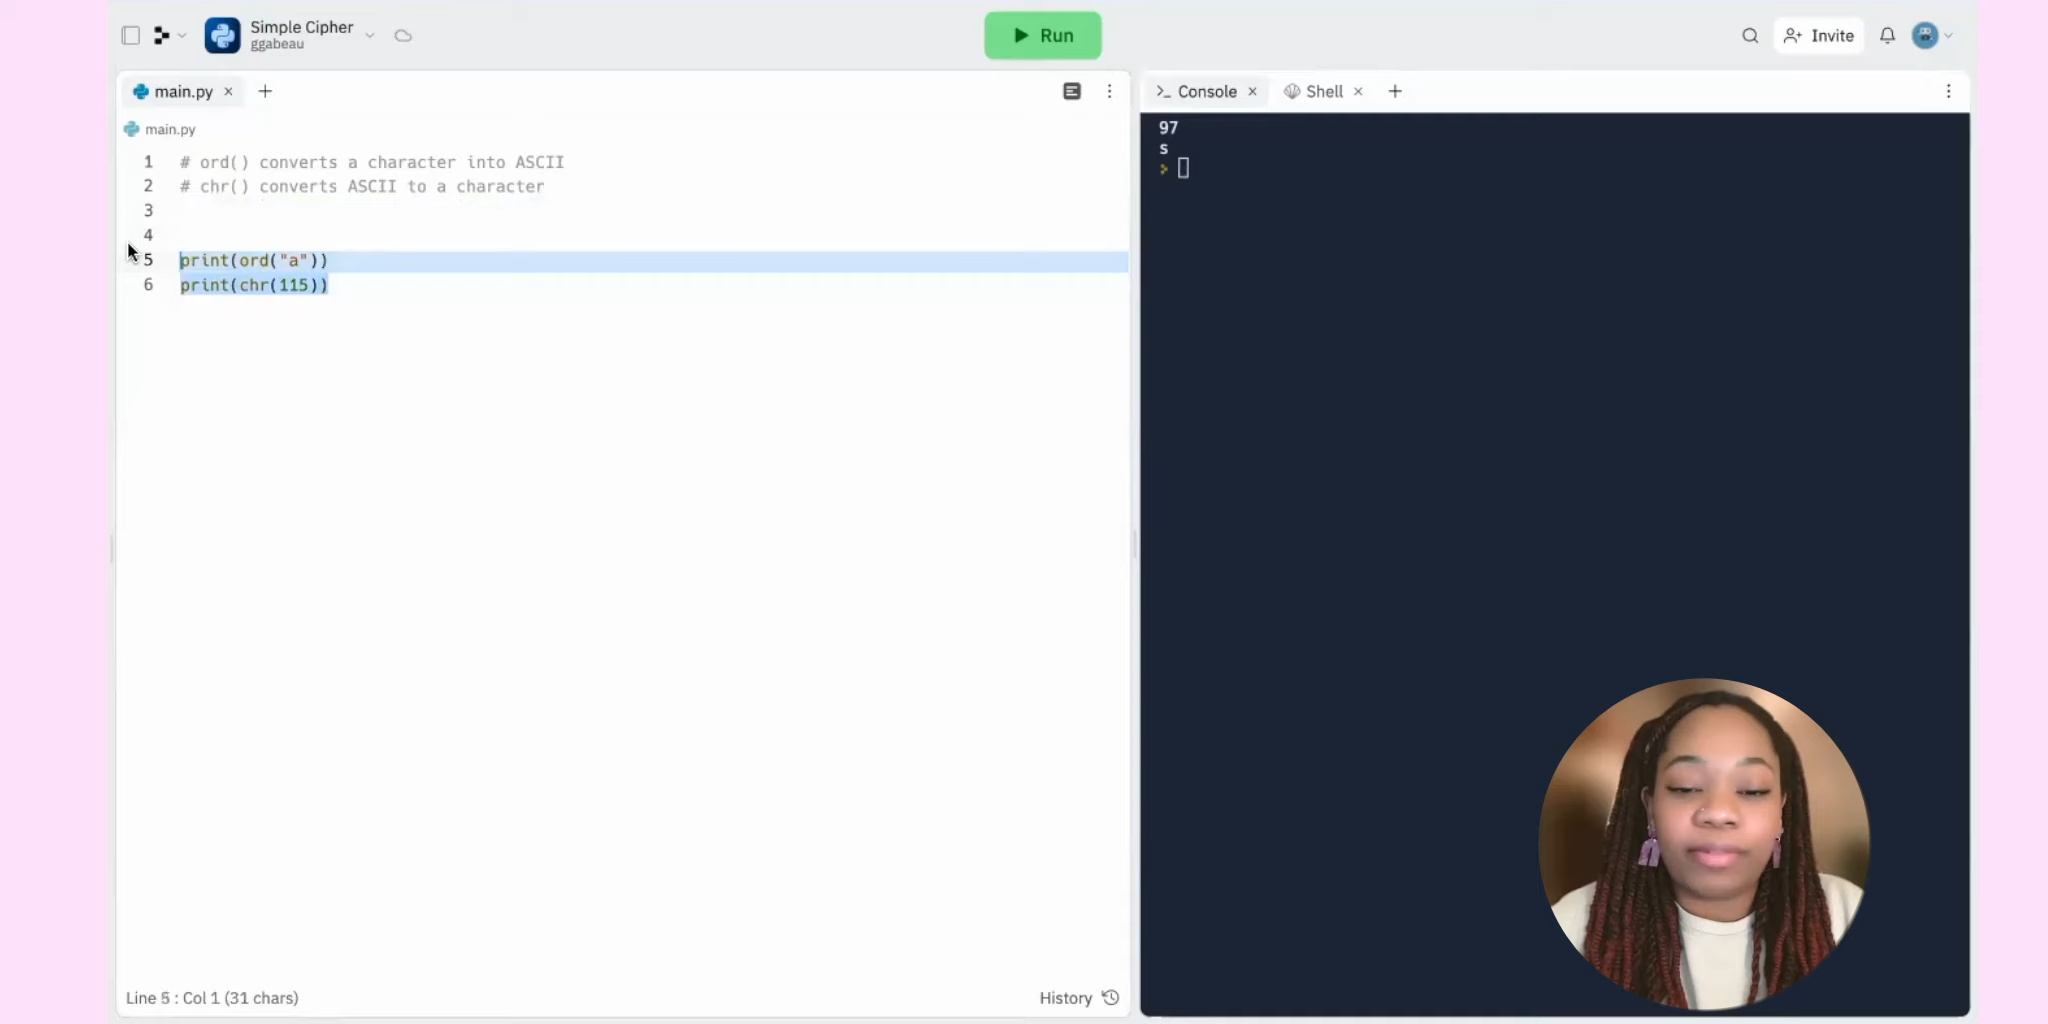 Simple Cipher
ggabeau
Run
Invite
main.py
main.py
1 # ord() converts a character into ASCII
2 # chr() converts ASCII to a character
3
4
5 print(ord("a"))
6 print(chr(115))
Line 5 : Col 1 (31 chars)
History
Console
Shell
97
s